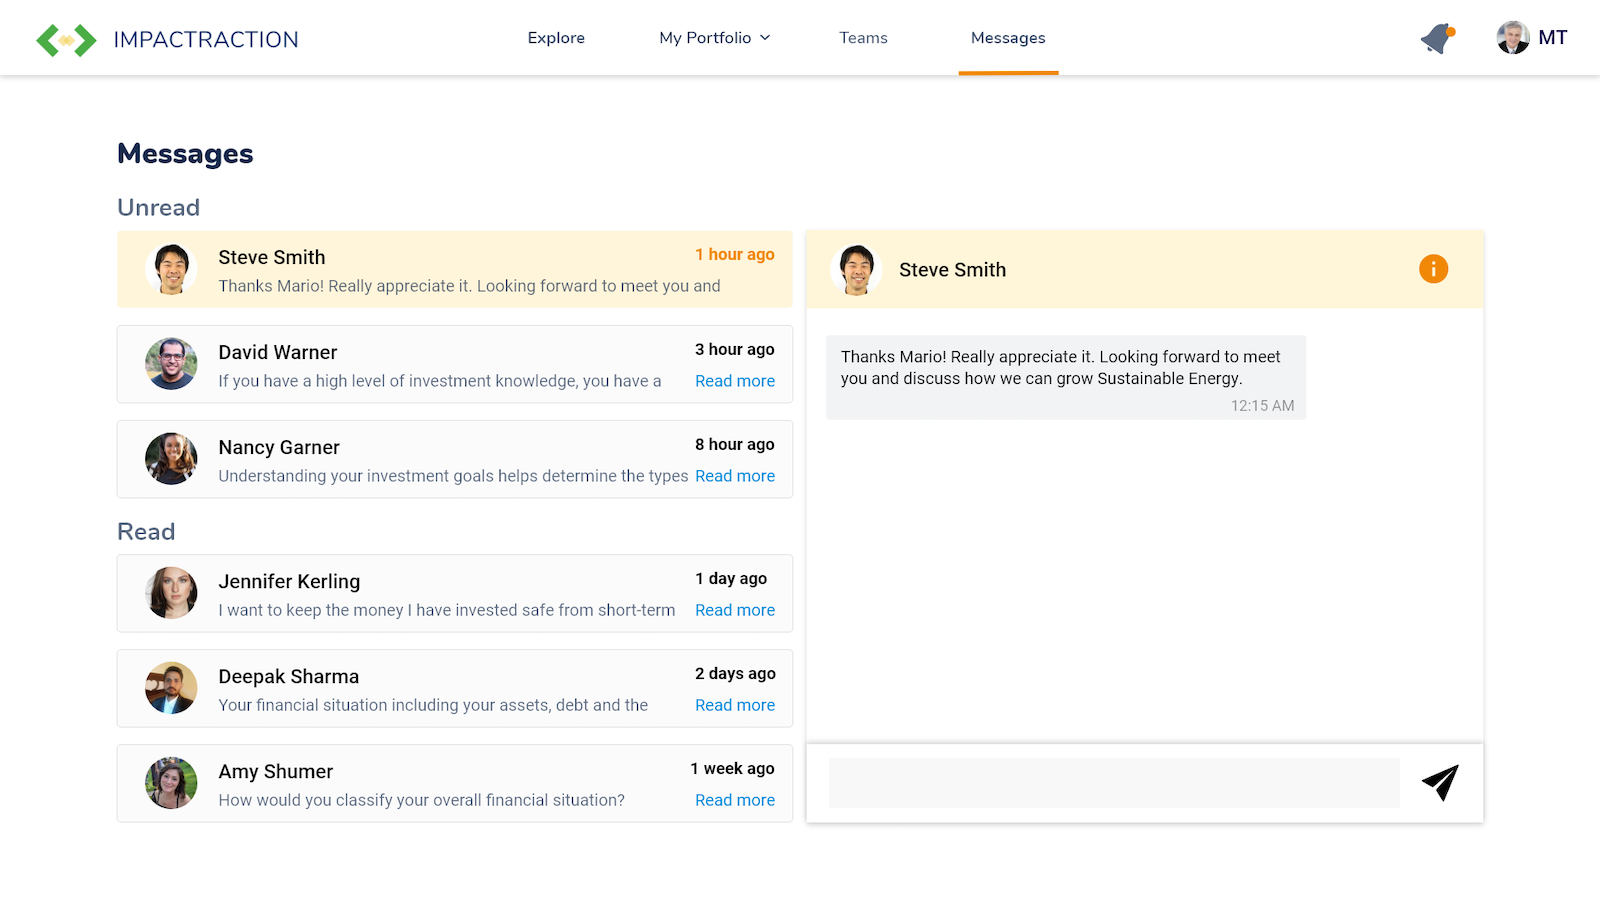 IMPACTRACTION
Explore
My Portfolio
Teams
Messages
MT
Messages
Unread
Steve Smith
1 hour ago
Thanks Mario! Really appreciate it. Looking forward to meet you and
David Warner
3 hour ago
If you have a high level of investment knowledge, you have a
Read more
Nancy Garner
8 hour ago
Understanding your investment goals helps determine the types
Read more
Read
Jennifer Kerling
1 day ago
I want to keep the money I have invested safe from short-term
Read more
Deepak Sharma
2 days ago
Your financial situation including your assets, debt and the
Read more
Amy Shumer
1 week ago
How would you classify your overall financial situation?
Read more
Steve Smith
Thanks Mario! Really appreciate it. Looking forward to meet
you and discuss how we can grow Sustainable Energy.
12:15 AM